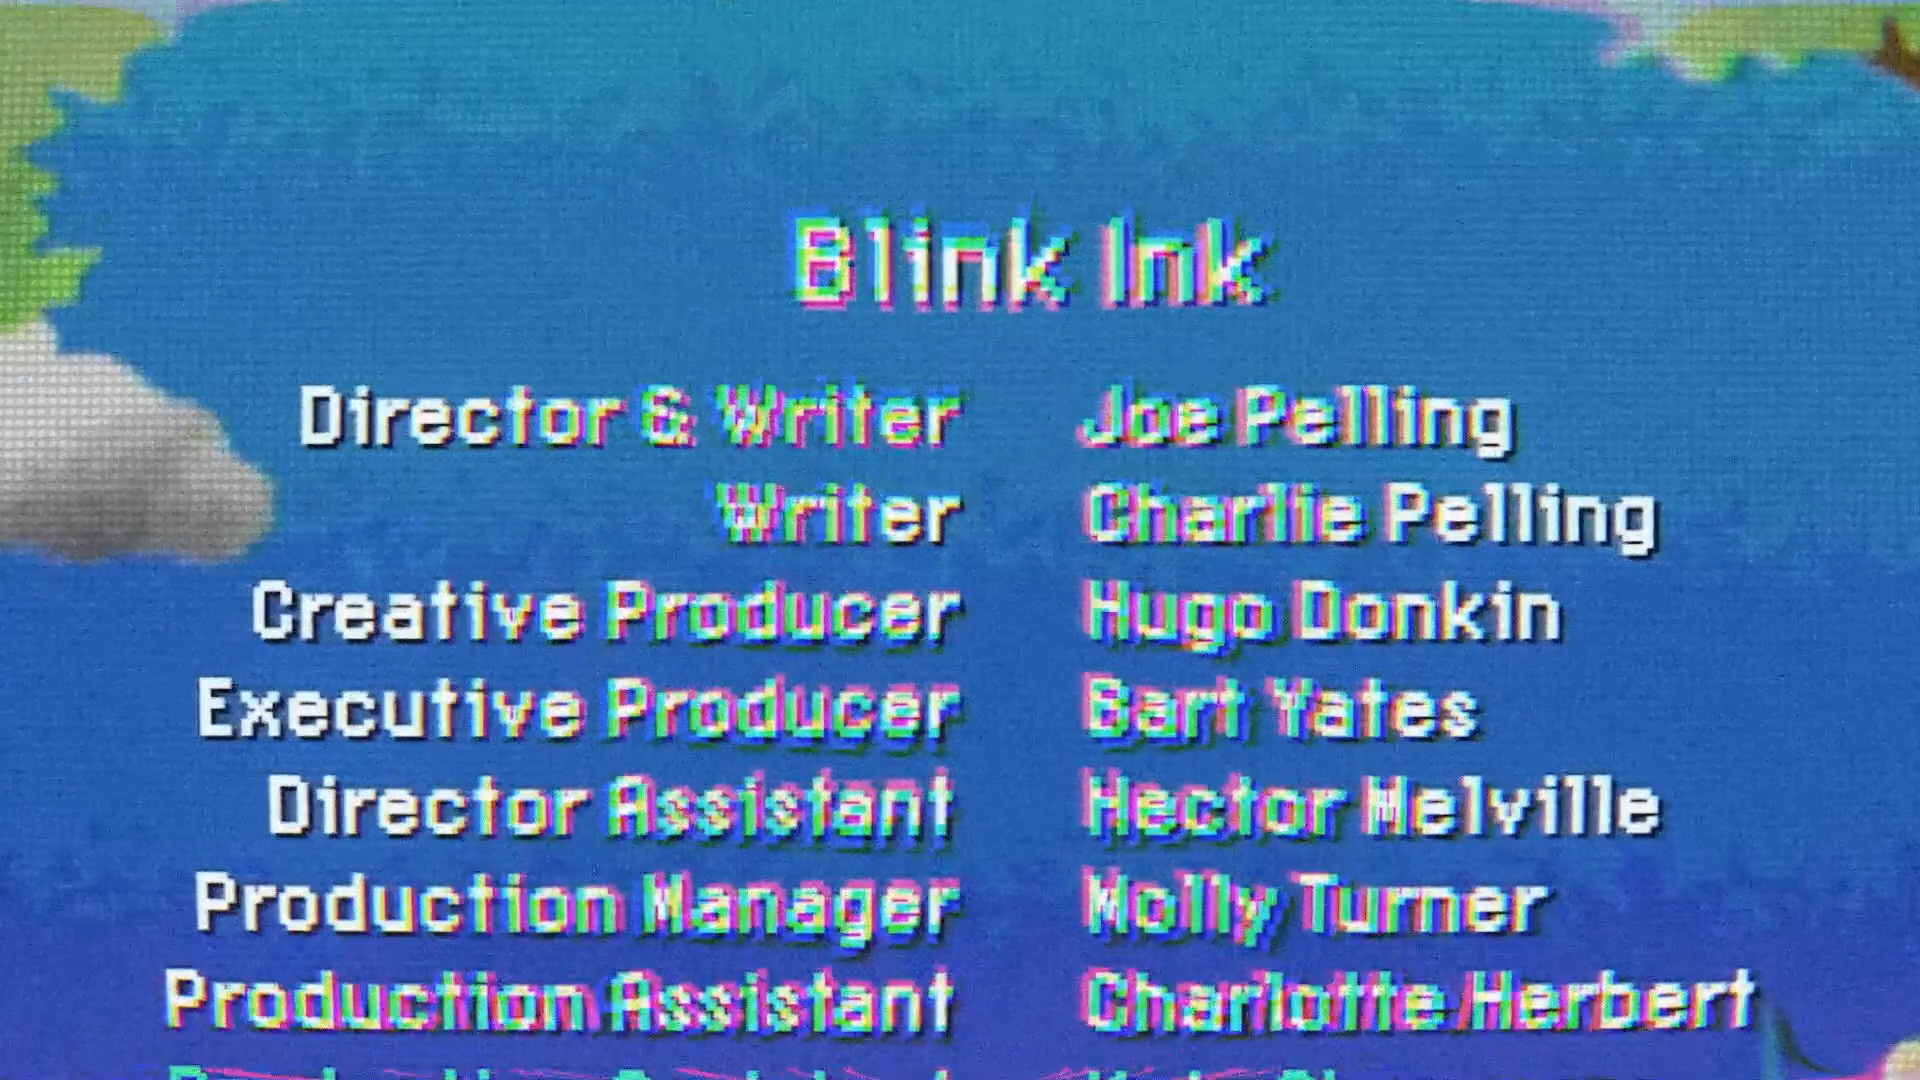 Blink Ink
Director & Writer Joe Pelling
Writer Charlie Pelling
Creative Producer Hugo Donkin
Executive Producer Bart Yates
Director Assistant Hector Melville
Production Manager Molly Turner
Production Assistant Charlotte Herbert